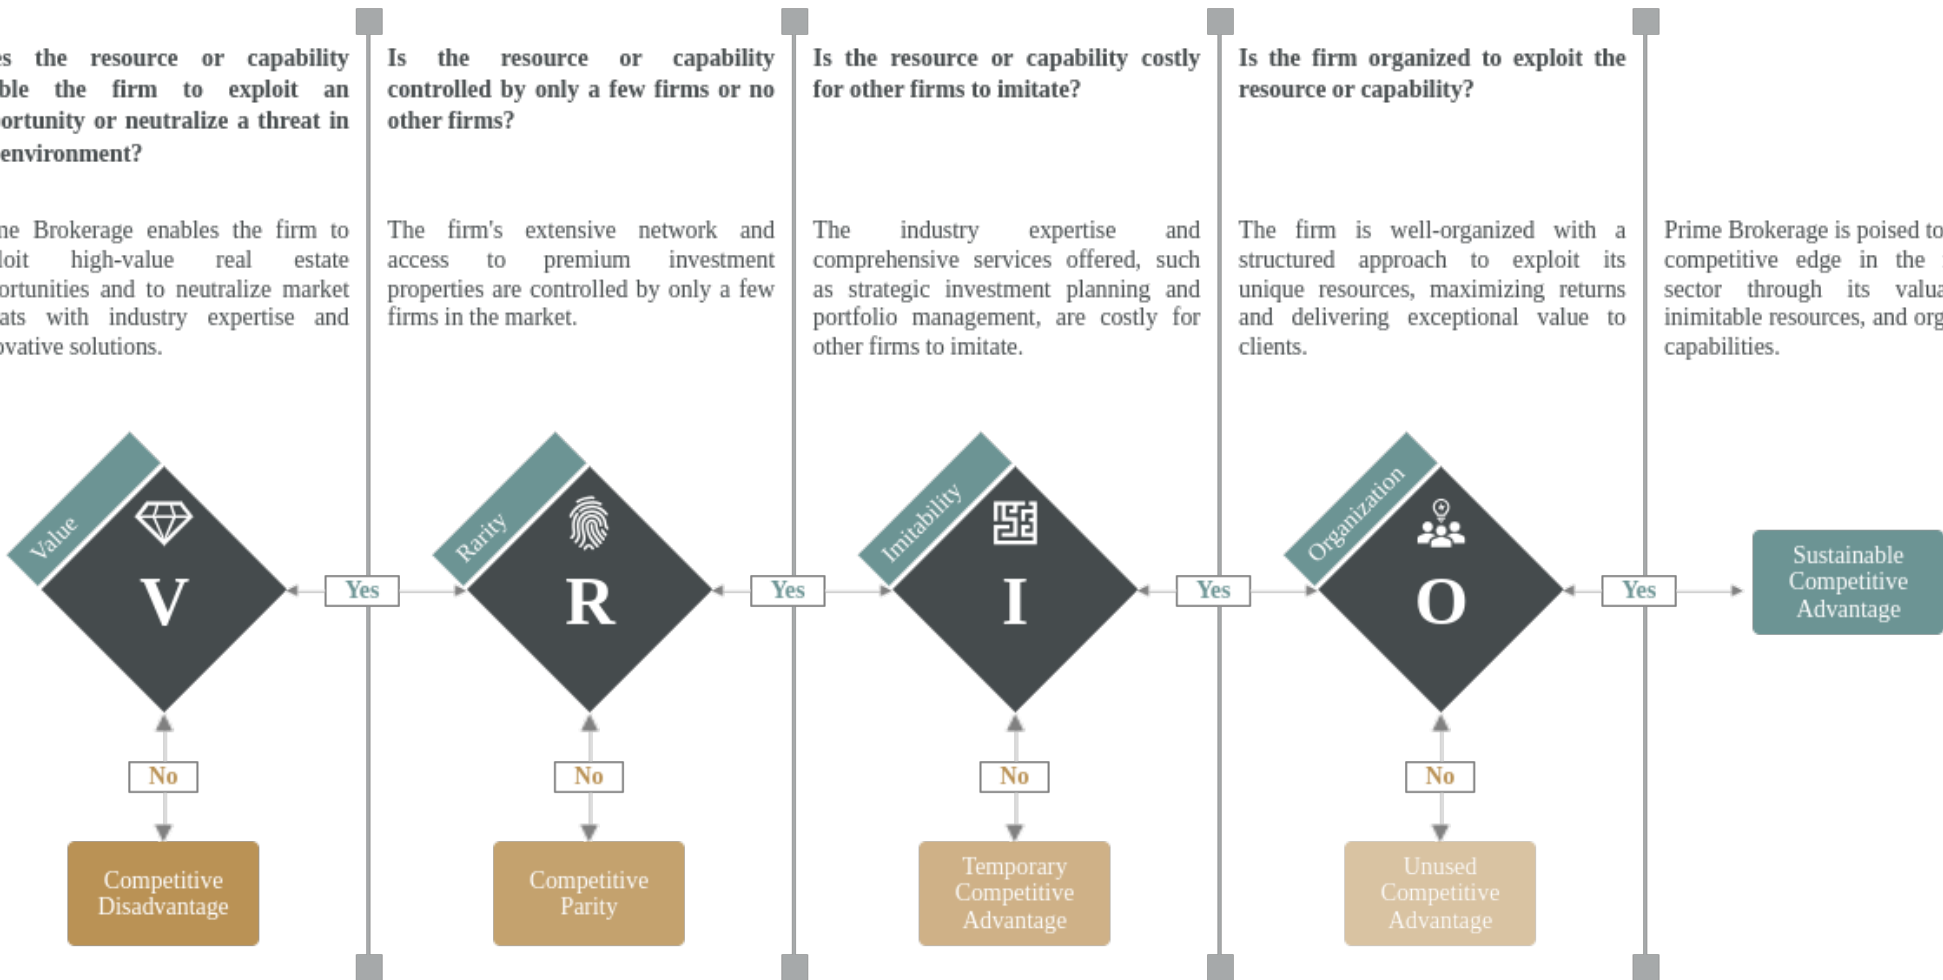 es the resource or capability
ble the firm to exploit an
ortunity or neutralize a threat in
environment?
ne Brokerage enables the firm to
loit high-value real estate
ortunities and to neutralize market
ats with industry expertise and
ovative solutions.
Value
V
Yes
No
Competitive
Disadvantage
Is the resource or capability
controlled by only a few firms or no
other firms?
The firm's extensive network and
access to premium investment
properties are controlled by only a few
firms in the market.
Rarity
R
Yes
No
Competitive
Parity
Is the resource or capability costly
for other firms to imitate?
The industry expertise and
comprehensive services offered, such
as strategic investment planning and
portfolio management, are costly for
other firms to imitate.
Imitability
I
Yes
No
Temporary
Competitive
Advantage
Is the firm organized to exploit the
resource or capability?
The firm is well-organized with a
structured approach to exploit its
unique resources, maximizing returns
and delivering exceptional value to
clients.
Organization
O
Yes
No
Unused
Competitive
Advantage
Prime Brokerage is poised to
competitive edge in the
sector through its valua
inimitable resources, and org
capabilities.
Sustainable
Competitive
Advantage